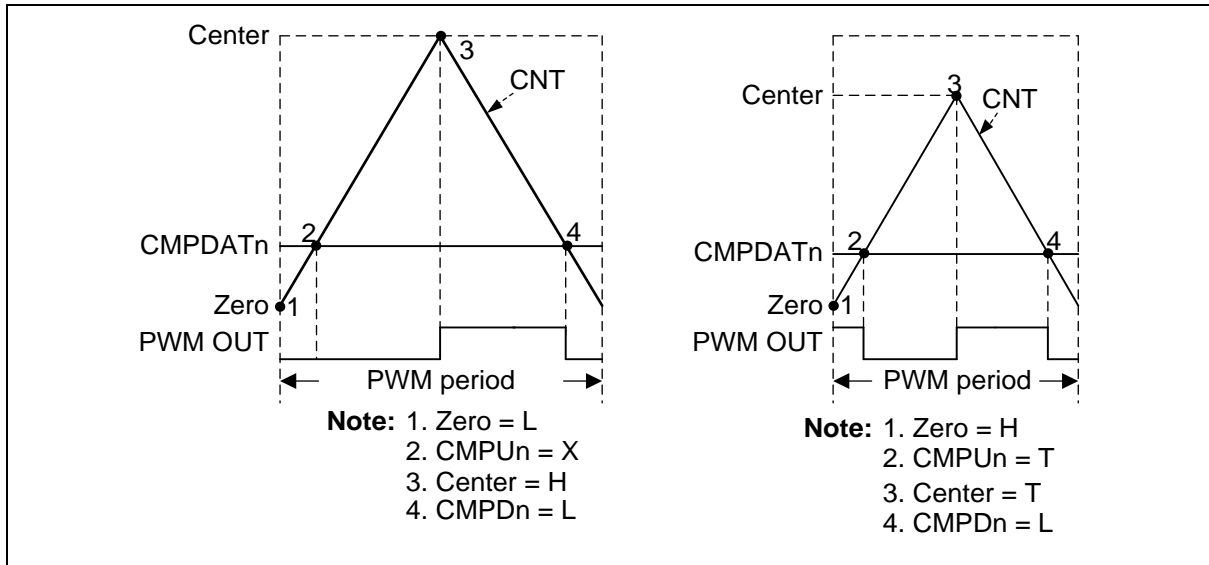 Center
3
CNT
2
4
CMPDATn
Zero
1
PWM OUT
PWM period
Note: 1. Zero = L
2. CMPUn = X
3. Center = H
4. CMPDn = L
Center
3
CNT
2
4
CMPDATn
Zero
1
PWM OUT
PWM period
Note: 1. Zero = H
2. CMPUn = T
3. Center = T
4. CMPDn = L